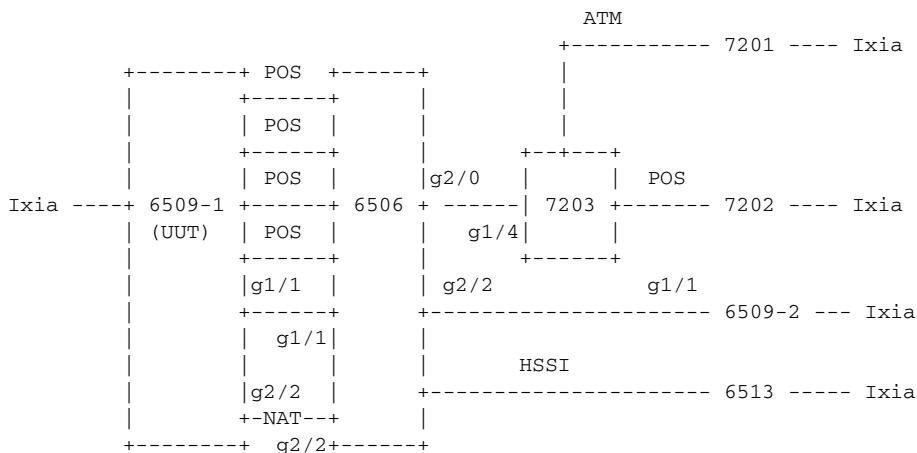 ATM
7201 ---- Ixia
POS
POS
POS g2/0 POS
Ixia 6509-1 6506 7203 7202 ---- Ixia
(UUT) POS g1/4
g1/1 g2/2 g1/1
6509-2 --- Ixia
g1/1
HSSI
g2/2 6513 ----- Ixia
NAT
g2/2